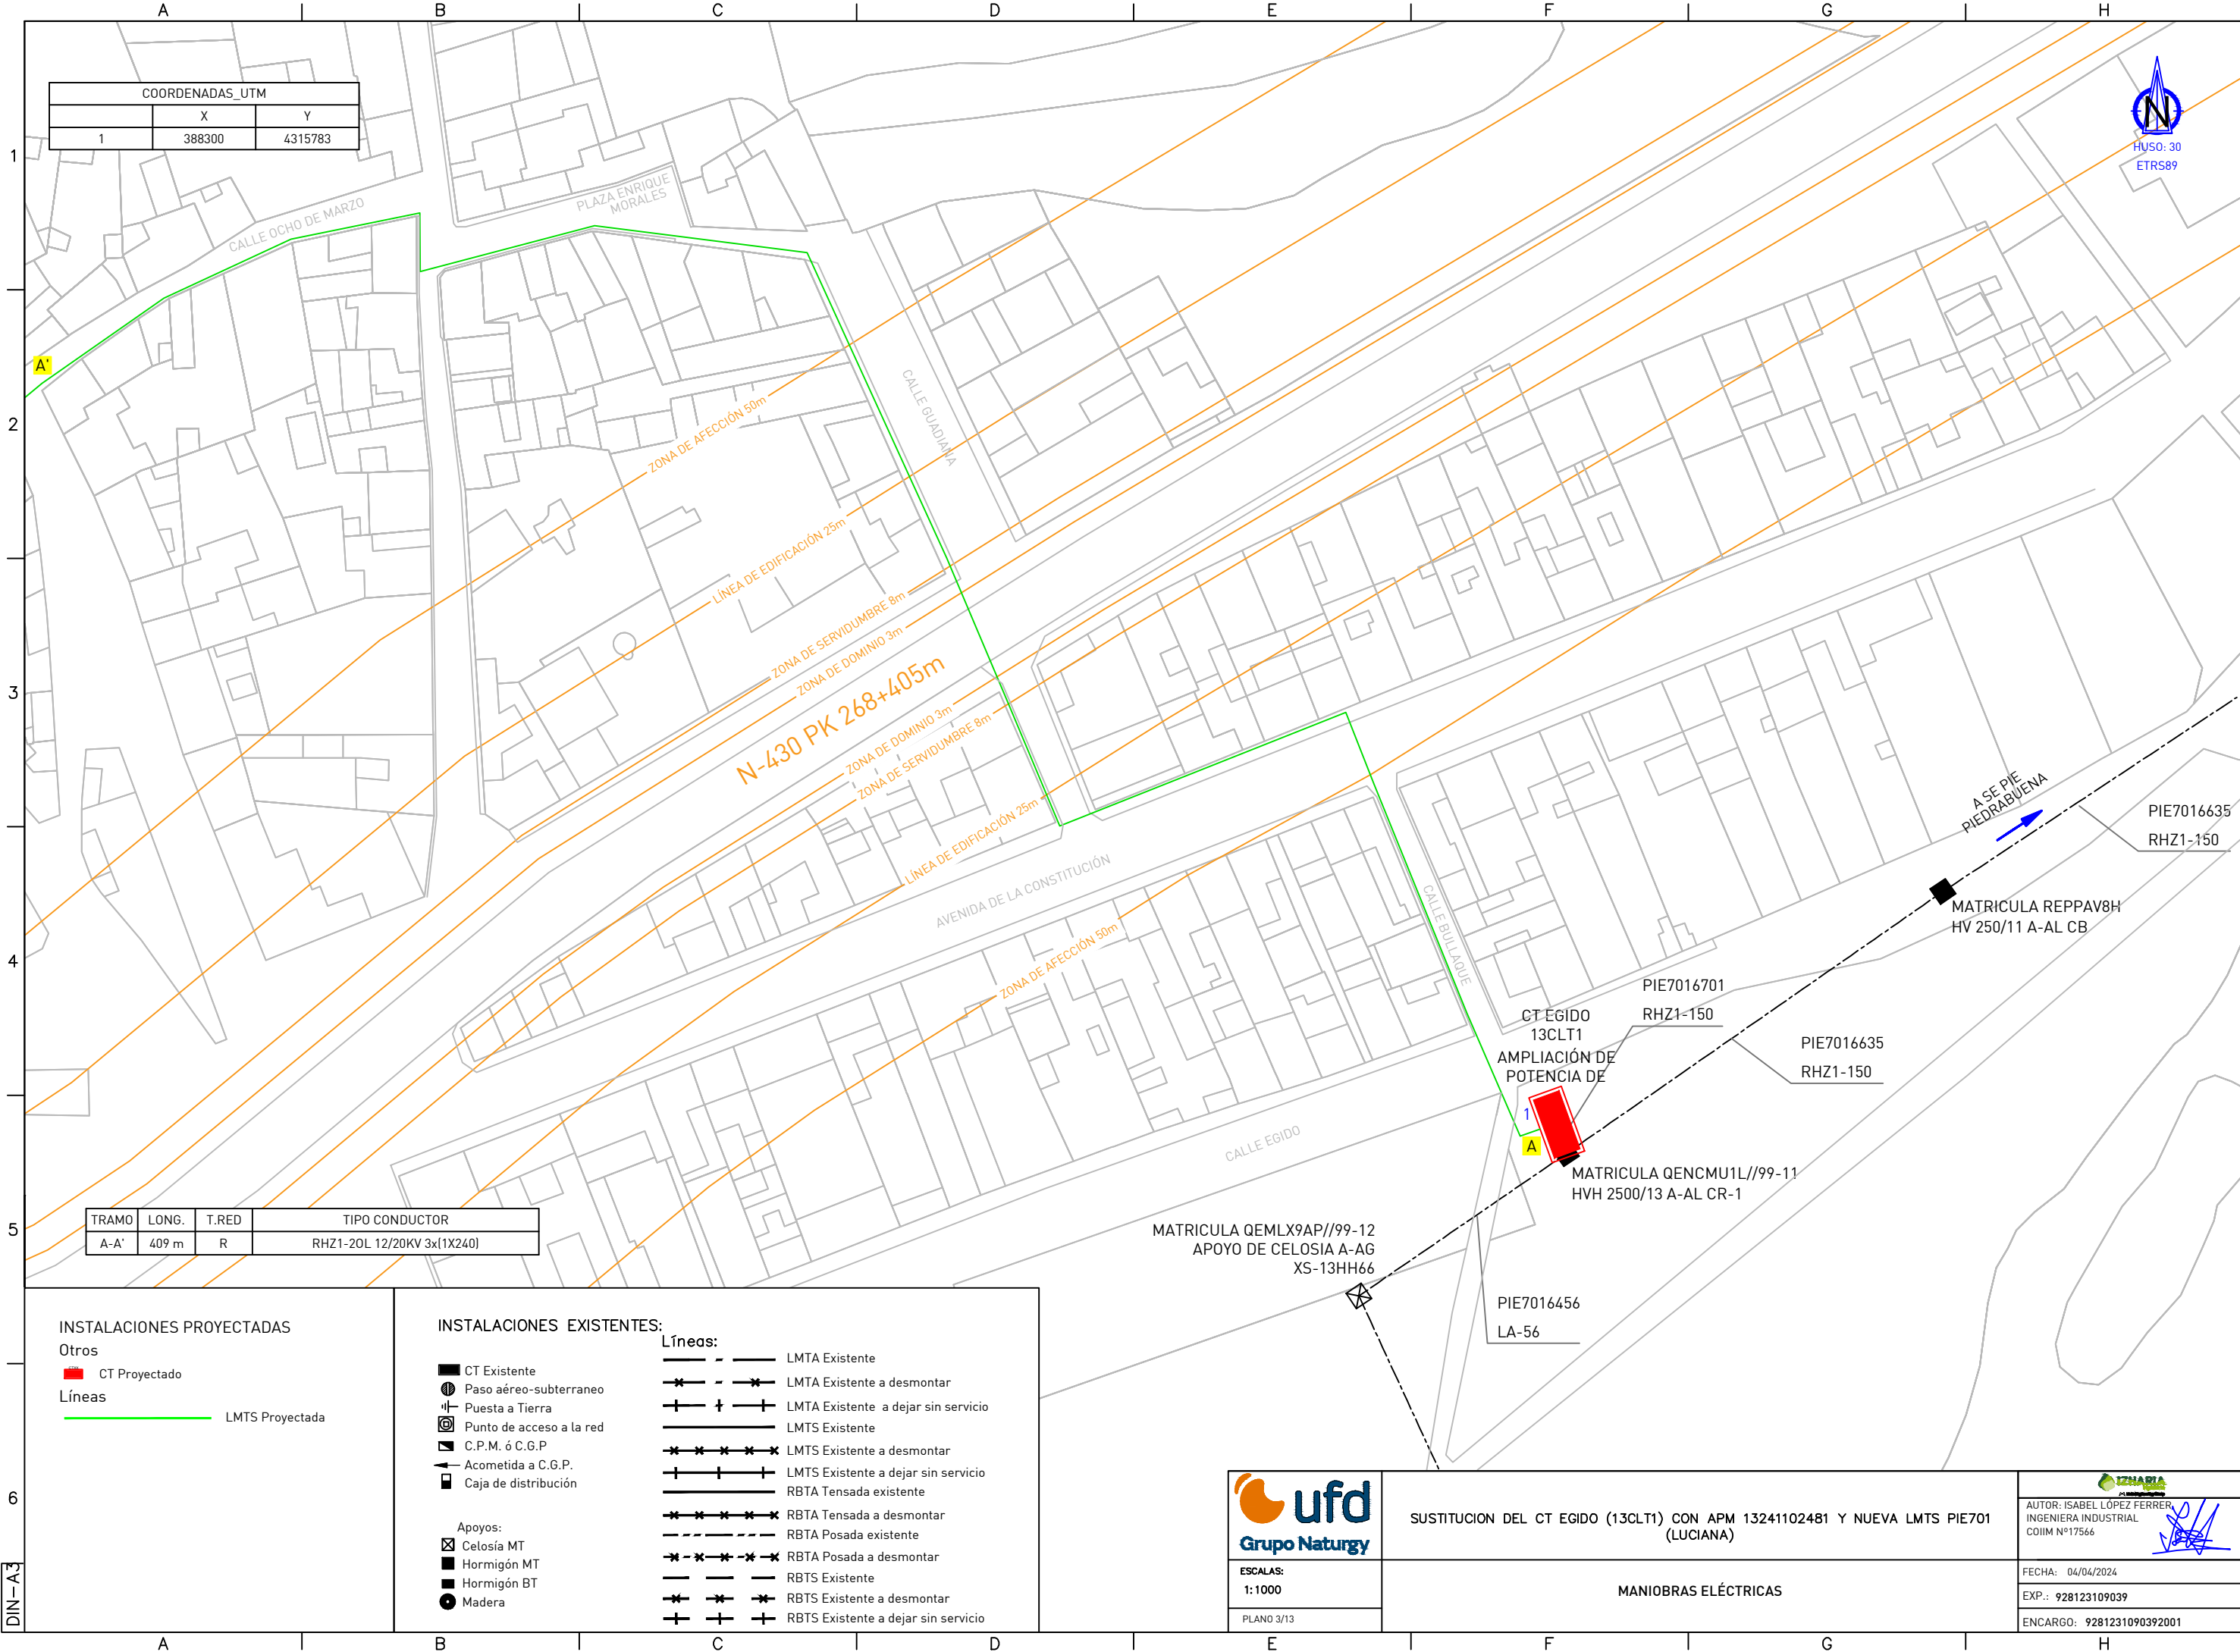 A B C D E F G H
COORDENADAS_UTM
X Y
1 388300 4315783
N
HUSO: 30
ETRS89
1
2
3
4
5
6
DIN-A3
CALLE OCHO DE MARZO
PLAZA ENRIQUE
MORALES
A'
CALLE GUADIANA
ZONA DE AFECCIÓN 50m
LÍNEA DE EDIFICACIÓN 25m
ZONA DE SERVIDUMBRE 8m
ZONA DE DOMINIO 3m
N-430 PK 268+405m
ZONA DE DOMINIO 3m
ZONA DE SERVIDUMBRE 8m
LÍNEA DE EDIFICACIÓN 25m
AVENIDA DE LA CONSTITUCIÓN
ZONA DE AFECCIÓN 50m
CALLE BULLAQUE
CALLE EGIDO
A SE PIE
PIEDRABUENA
PIE7016635
RHZ1-150
MATRICULA REPPAV8H
HV 250/11 A-AL CB
PIE7016701
RHZ1-150
CT EGIDO
13CLT1
AMPLIACIÓN DE
POTENCIA DE
PIE7016635
RHZ1-150
1
A
MATRICULA QENCMU1L//99-11
HVH 2500/13 A-AL CR-1
MATRICULA QEMLX9AP//99-12
APOYO DE CELOSIA A-AG
XS-13HH66
PIE7016456
LA-56
TRAMO LONG. T.RED TIPO CONDUCTOR
A-A' 409 m R RHZ1-2OL 12/20KV 3x(1X240)
INSTALACIONES PROYECTADAS
Otros
CT Proyectado
Líneas
LMTS Proyectada
INSTALACIONES EXISTENTES:
CT Existente
Paso aéreo-subterraneo
Puesta a Tierra
Punto de acceso a la red
C.P.M. ó C.G.P
Acometida a C.G.P.
Caja de distribución
Apoyos:
Celosía MT
Hormigón MT
Hormigón BT
Madera
Líneas:
LMTA Existente
LMTA Existente a desmontar
LMTA Existente a dejar sin servicio
LMTS Existente
LMTS Existente a desmontar
LMTS Existente a dejar sin servicio
RBTA Tensada existente
RBTA Tensada a desmontar
RBTA Posada existente
RBTA Posada a desmontar
RBTS Existente
RBTS Existente a desmontar
RBTS Existente a dejar sin servicio
ufd
Grupo Naturgy
ESCALAS:
1:1000
PLANO 3/13
SUSTITUCION DEL CT EGIDO (13CLT1) CON APM 13241102481 Y NUEVA LMTS PIE701
(LUCIANA)
MANIOBRAS ELÉCTRICAS
IZHARIA
AUTOR: ISABEL LÓPEZ FERRER
INGENIERA INDUSTRIAL
COIIM Nº17566
FECHA: 04/04/2024
EXP.: 928123109039
ENCARGO: 9281231090392001
A B C D E F G H